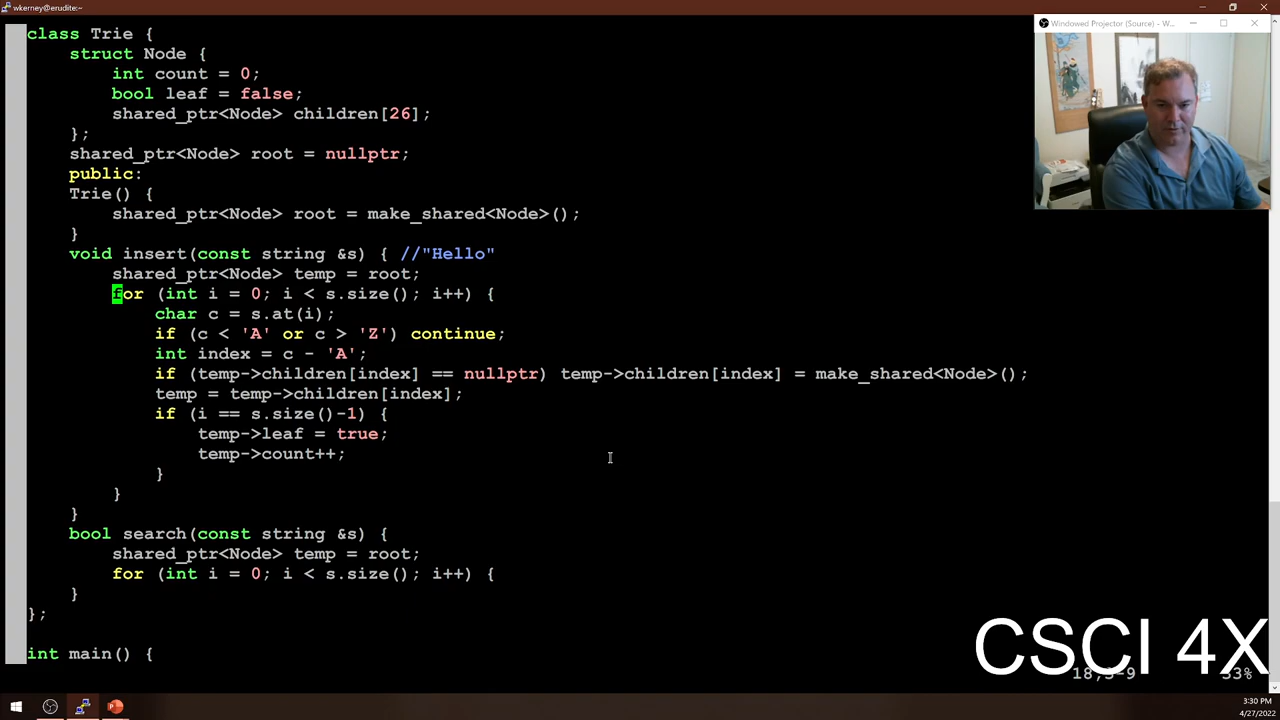 wkerney@erudite:~
Windowed Projector (Source) - W...
class Trie {
struct Node {
int count = 0;
bool leaf = false;
shared_ptr<Node> children[26];
};
shared_ptr<Node> root = nullptr;
public:
Trie() {
shared_ptr<Node> root = make_shared<Node>();
}
void insert(const string &s) { //"Hello"
shared_ptr<Node> temp = root;
for (int i = 0; i < s.size(); i++) {
char c = s.at(i);
if (c < 'A' or c > 'Z') continue;
int index = c - 'A';
if (temp->children[index] == nullptr) temp->children[index] = make_shared<Node>();
temp = temp->children[index];
if (i == s.size()-1) {
temp->leaf = true;
temp->count++;
}
}
}
bool search(const string &s) {
shared_ptr<Node> temp = root;
for (int i = 0; i < s.size(); i++) {
}
};
int main() {
CSCI 4X
3:30 PM
4/27/2022